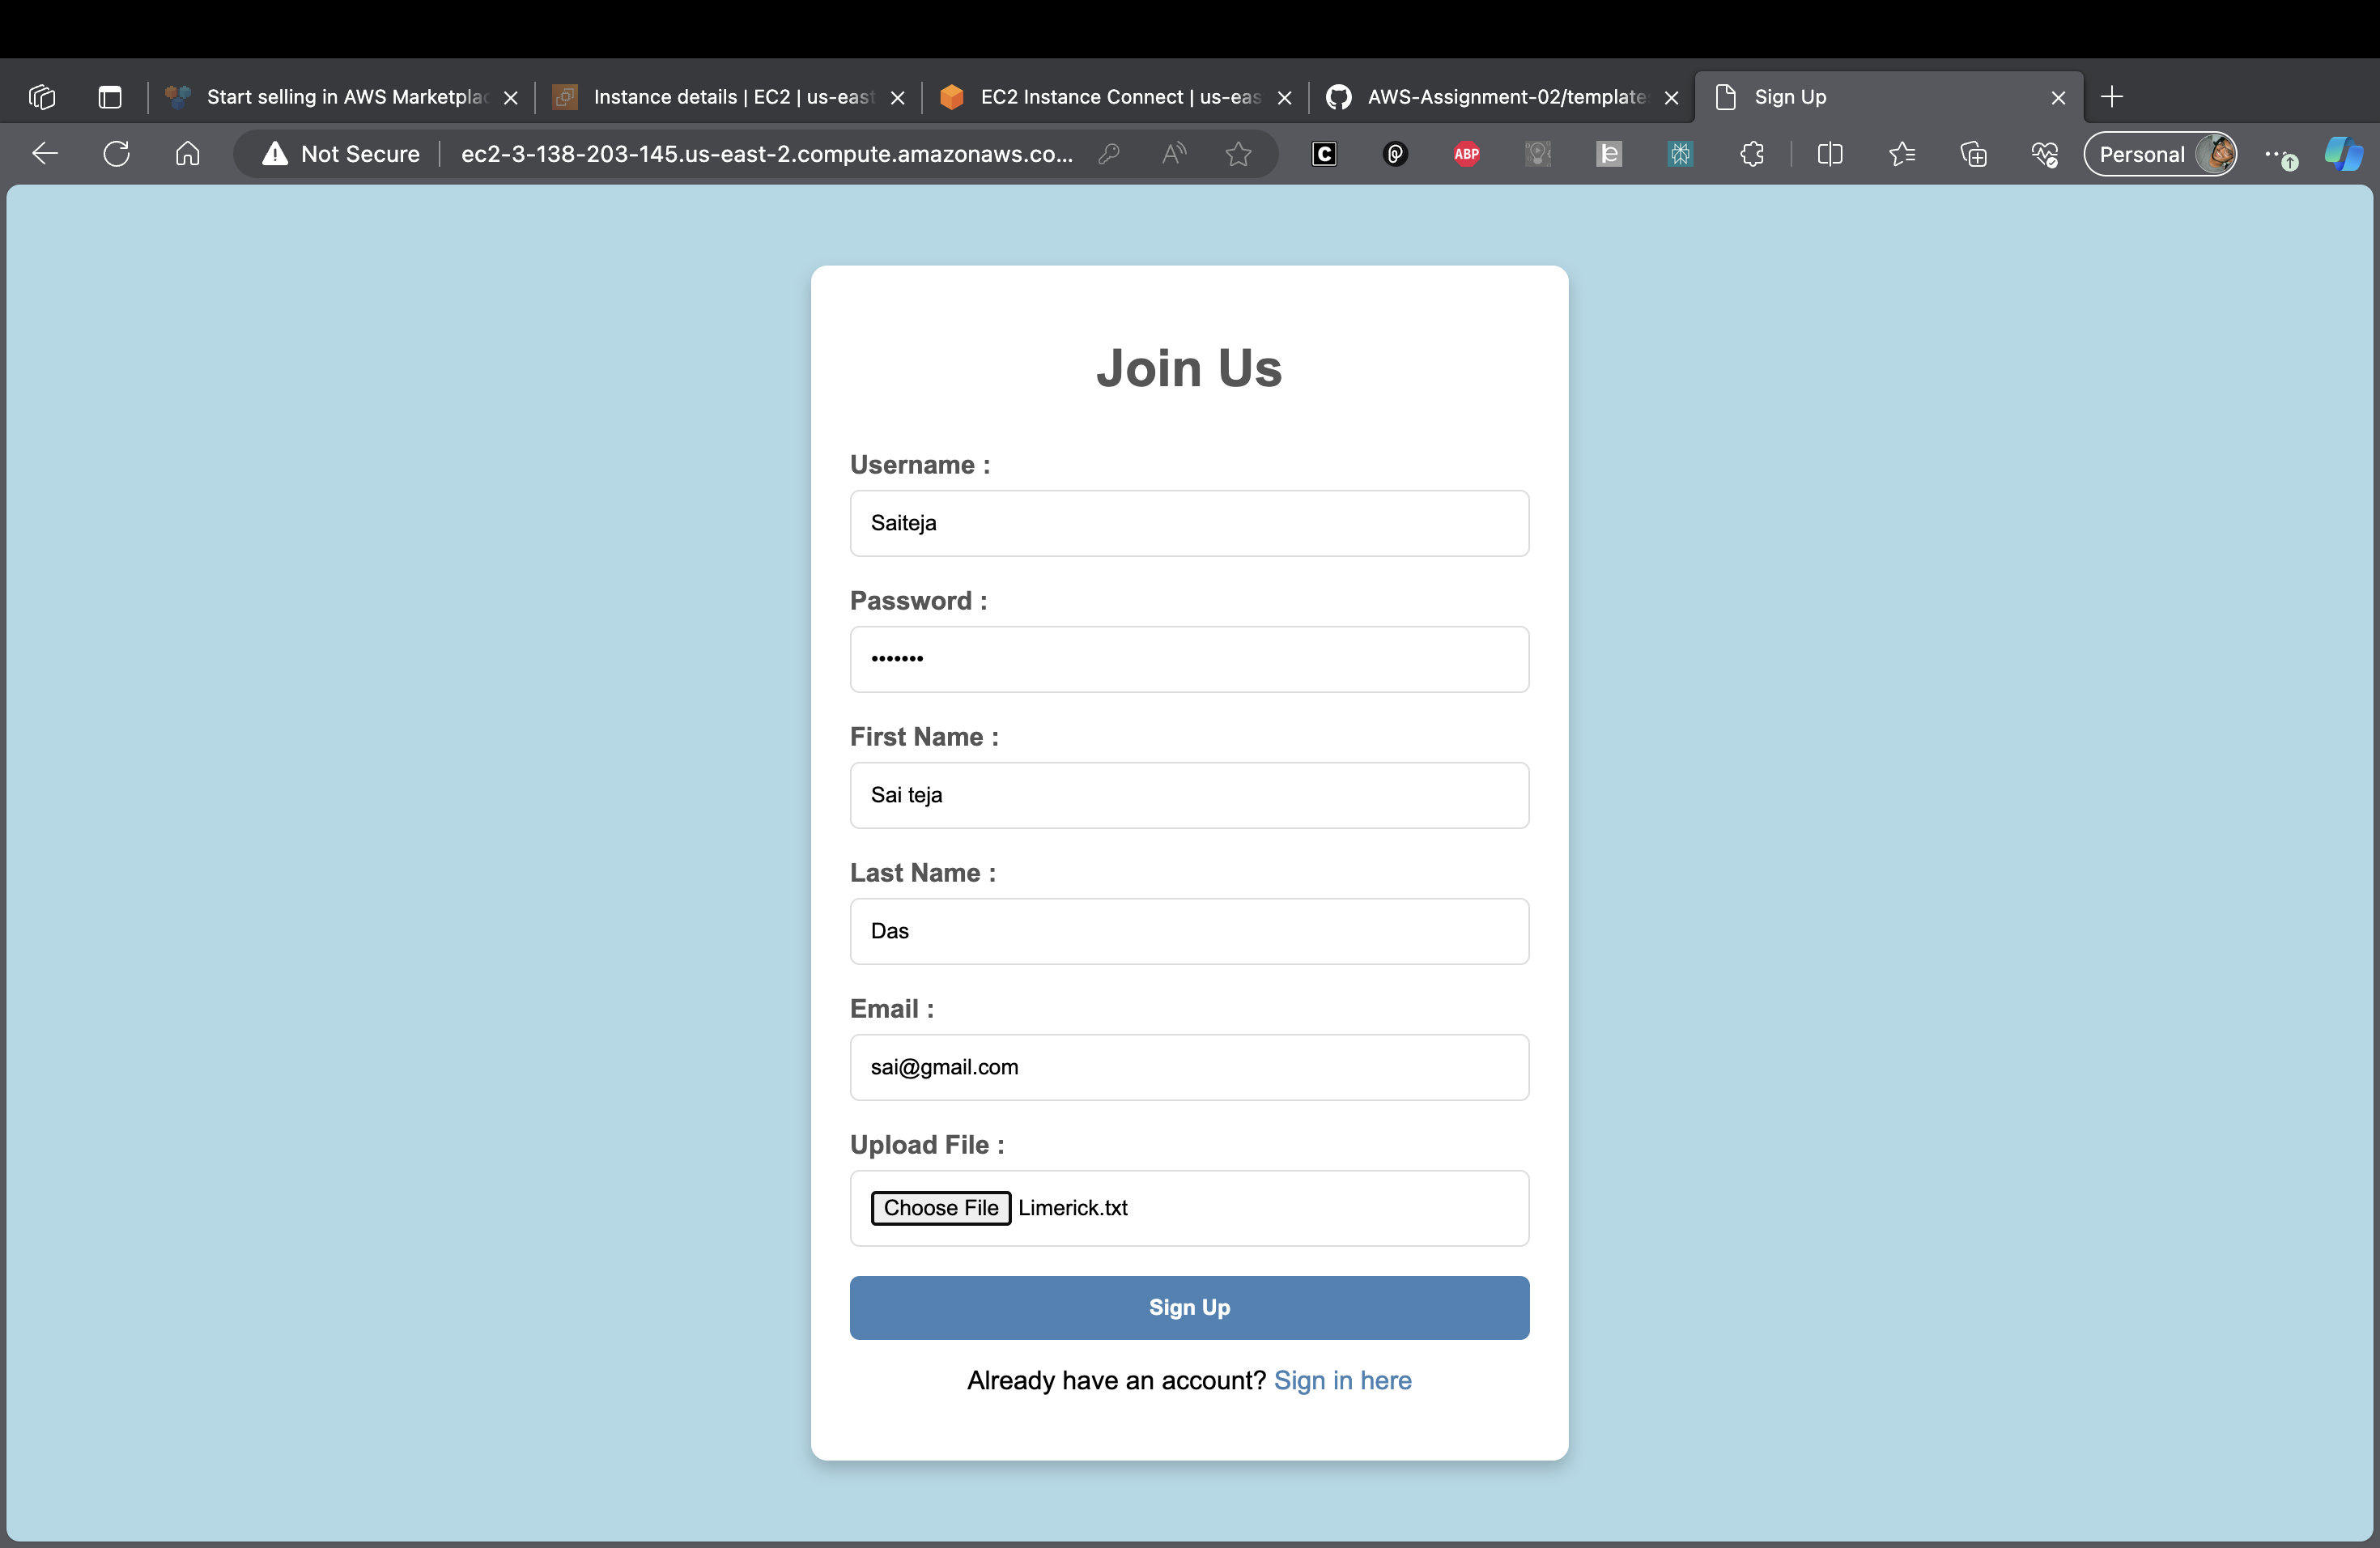 Start selling in AWS Marketplac
Instance details | EC2 | us-east
EC2 Instance Connect | us-eas
AWS-Assignment-02/template
Sign Up
Not Secure
ec2-3-138-203-145.us-east-2.compute.amazonaws.co...
C
ABP
Personal
Join Us
Username :
Saiteja
Password :
•••••••
First Name :
Sai teja
Last Name :
Das
Email :
sai@gmail.com
Upload File :
Choose File Limerick.txt
Sign Up
Already have an account? Sign in here